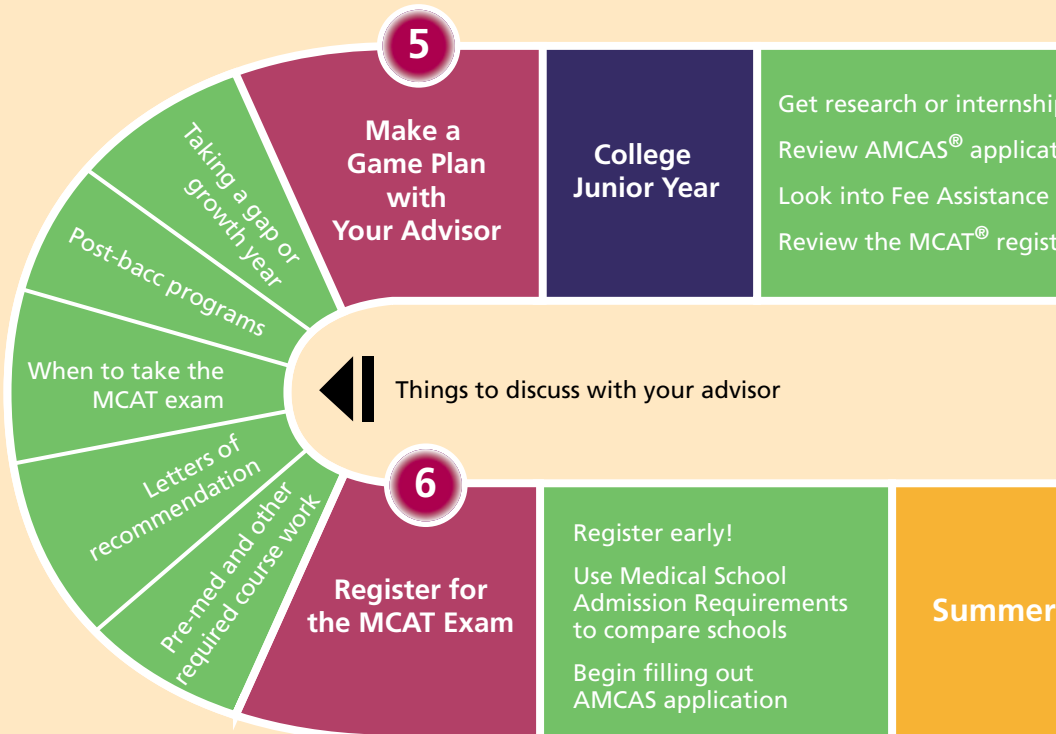 5
Make a
Game Plan
with
Your Advisor
College
Junior Year
Get research or
Review AMCAS®
Look into Fee Assistance
Review the MCAT®
Taking a gap or
growth year
Post-bacc programs
When to take the
MCAT exam
Letters of
recommendation
Pre-med and other
required course work
Things to discuss with your advisor
6
Register for
the MCAT Exam
Register early!
Use Medical School
Admission Requirements
to compare schools
Begin filling out
AMCAS application
Summer